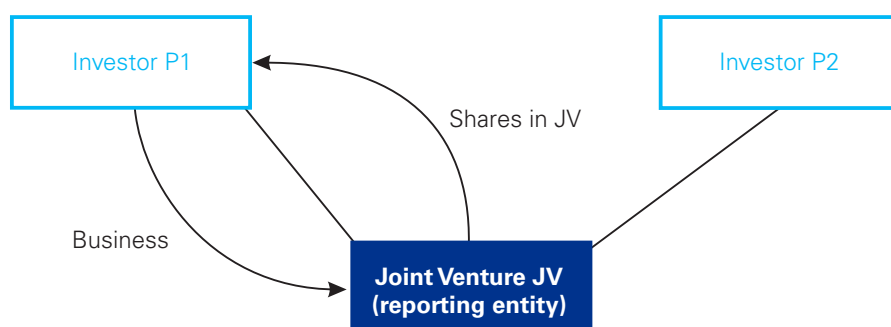 Investor P1
Investor P2
Shares in JV
Business
Joint Venture JV
(reporting entity)